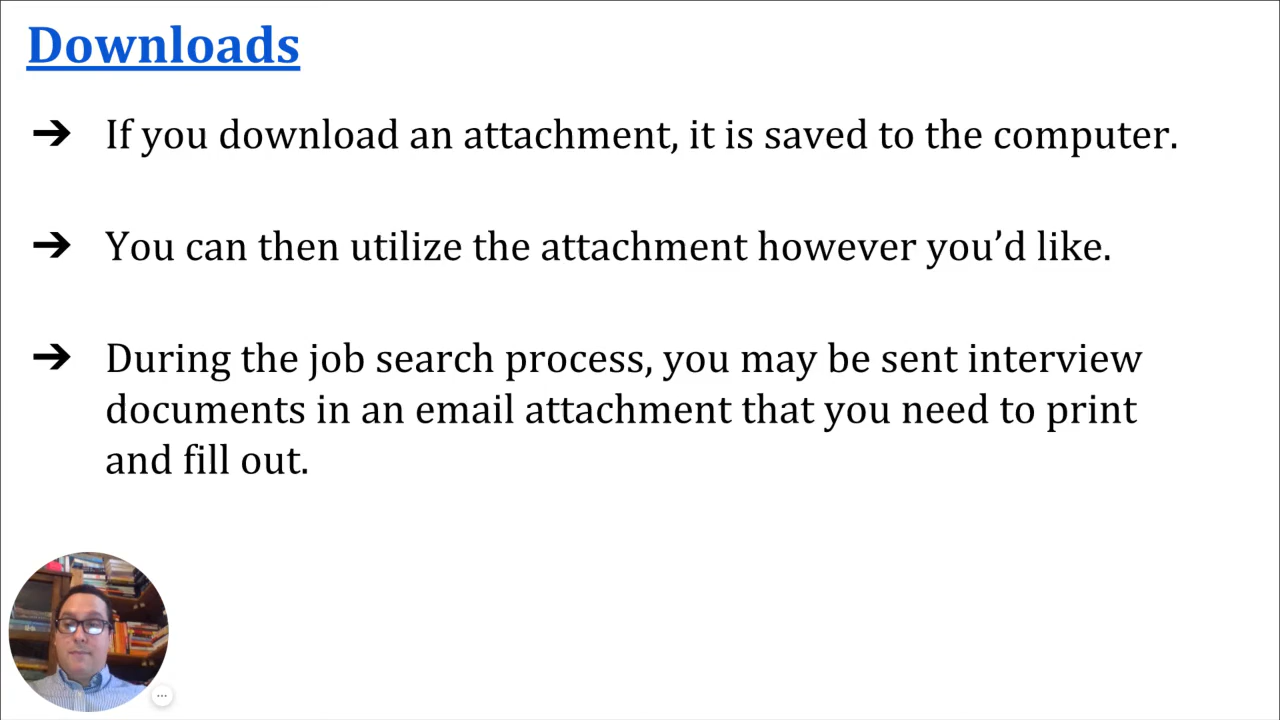 Downloads
➔ If you download an attachment, it is saved to the computer.
➔ You can then utilize the attachment however you’d like.
➔ During the job search process, you may be sent interview
documents in an email attachment that you need to print
and fill out.